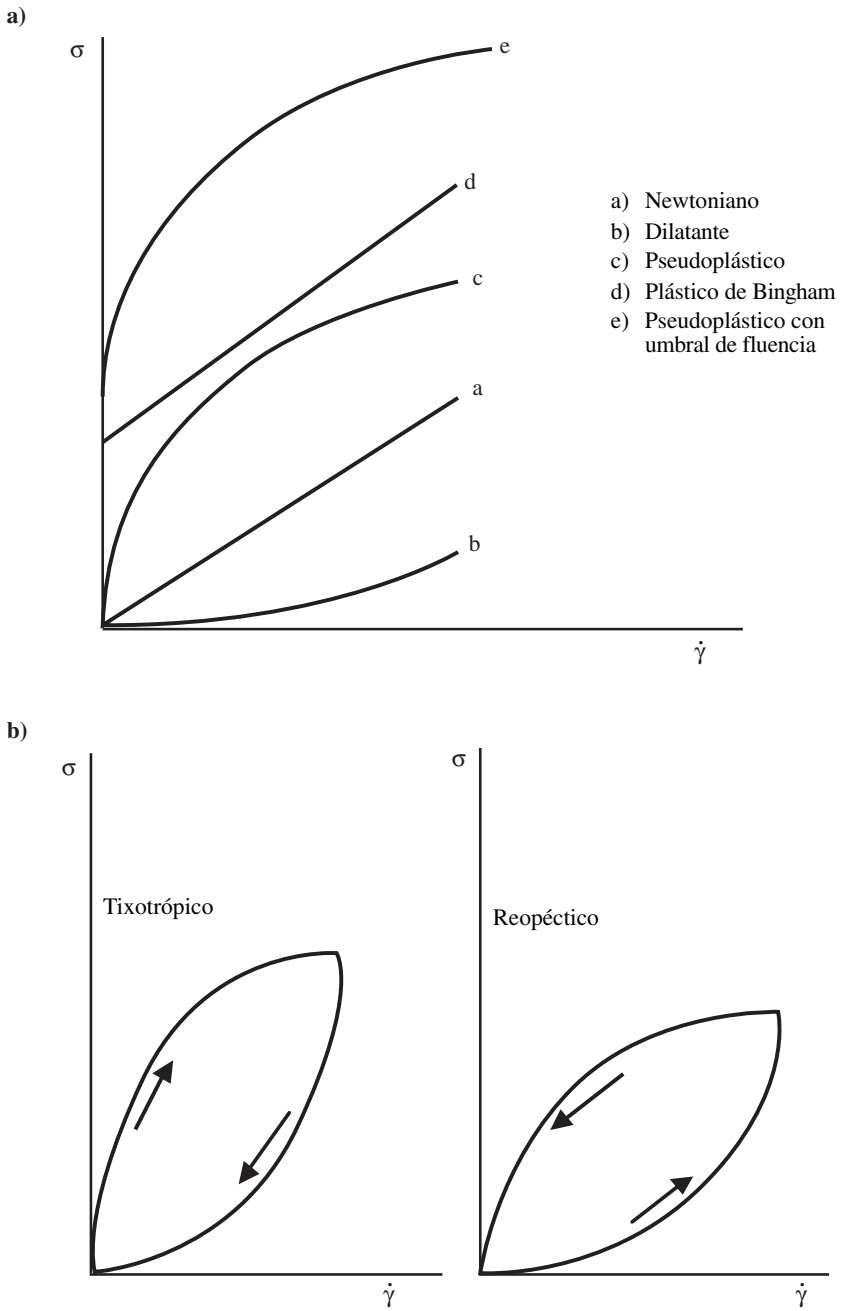 a)
σ
e
d
c
a
b
γ̇
a) Newtoniano
b) Dilatante
c) Pseudoplástico
d) Plástico de Bingham
e) Pseudoplástico con
umbral de fluencia
b)
σ
Tixotrópico
γ̇
σ
Reopéctico
γ̇